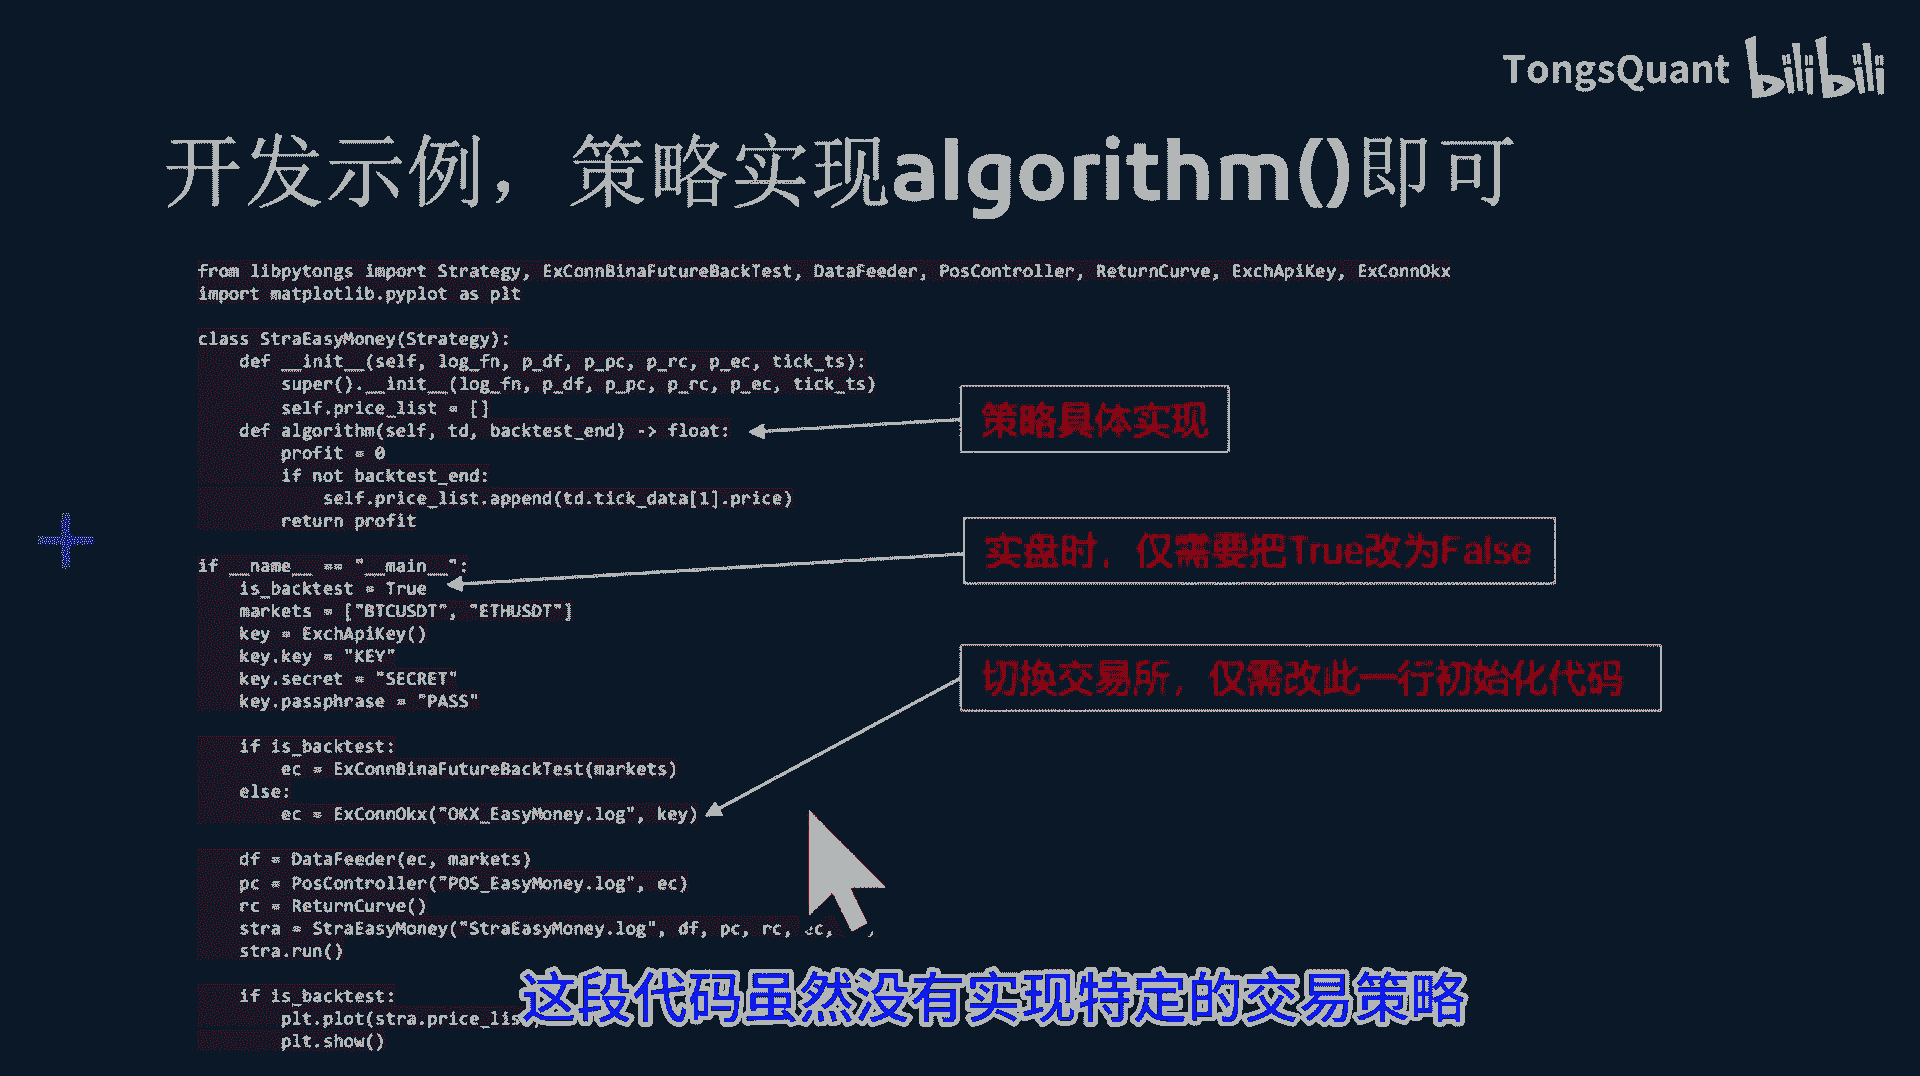 TongsQuant bilibili
开发示例，策略实现algorithm()即可
from libpytongs import Strategy, ExConnBinaFutureBackTest, DataFeeder, PosController, ReturnCurve, ExchApiKey, ExConnOkx
import matplotlib.pyplot as plt
class StraEasyMoney(Strategy):
def __init__(self, log_fn, p_df, p_pc, p_rc, p_ec, tick_ts):
super().__init__(log_fn, p_df, p_pc, p_rc, p_ec, tick_ts)
self.price_list = []
def algorithm(self, td, backtest_end) -> float:
profit = 0
if not backtest_end:
self.price_list.append(td.tick_data[1].price)
return profit
策略具体实现
if __name__ == "__main__":
is_backtest = True
markets = ["BTCUSDT", "ETHUSDT"]
key = ExchApiKey()
key.key = "KEY"
key.secret = "SECRET"
key.passphrase = "PASS"
实盘时，仅需要把True改为False
if is_backtest:
ec = ExConnBinaFutureBackTest(markets)
else:
ec = ExConnOkx("OKX_EasyMoney.log", key)
切换交易所，仅需改此一行初始化代码
df = DataFeeder(ec, markets)
pc = PosController("POS_EasyMoney.log", ec)
rc = ReturnCurve()
stra = StraEasyMoney("StraEasyMoney.log", df, pc, rc, ec,
stra.run()
if is_backtest:
plt.plot(stra.price_lis
plt.show()
这段代码虽然没有实现特定的交易策略